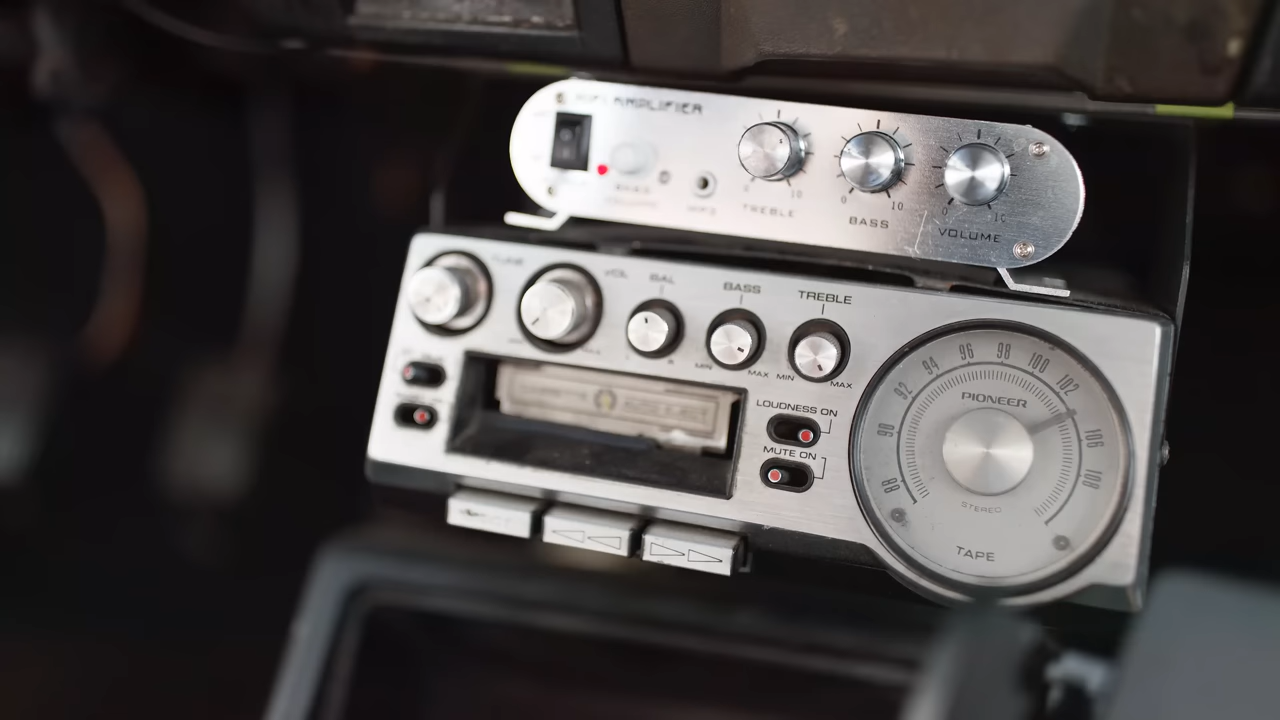 HIFI AMPLIFIER
0 10
0 10
0 10
TREBLE
BASS
VOLUME
VOL
BAL
BASS
TREBLE
MIN MAX
MIN MAX
LOUDNESS ON
MUTE ON
88 90 92 94 96 98 100 102 106 108
PIONEER
STEREO
TAPE